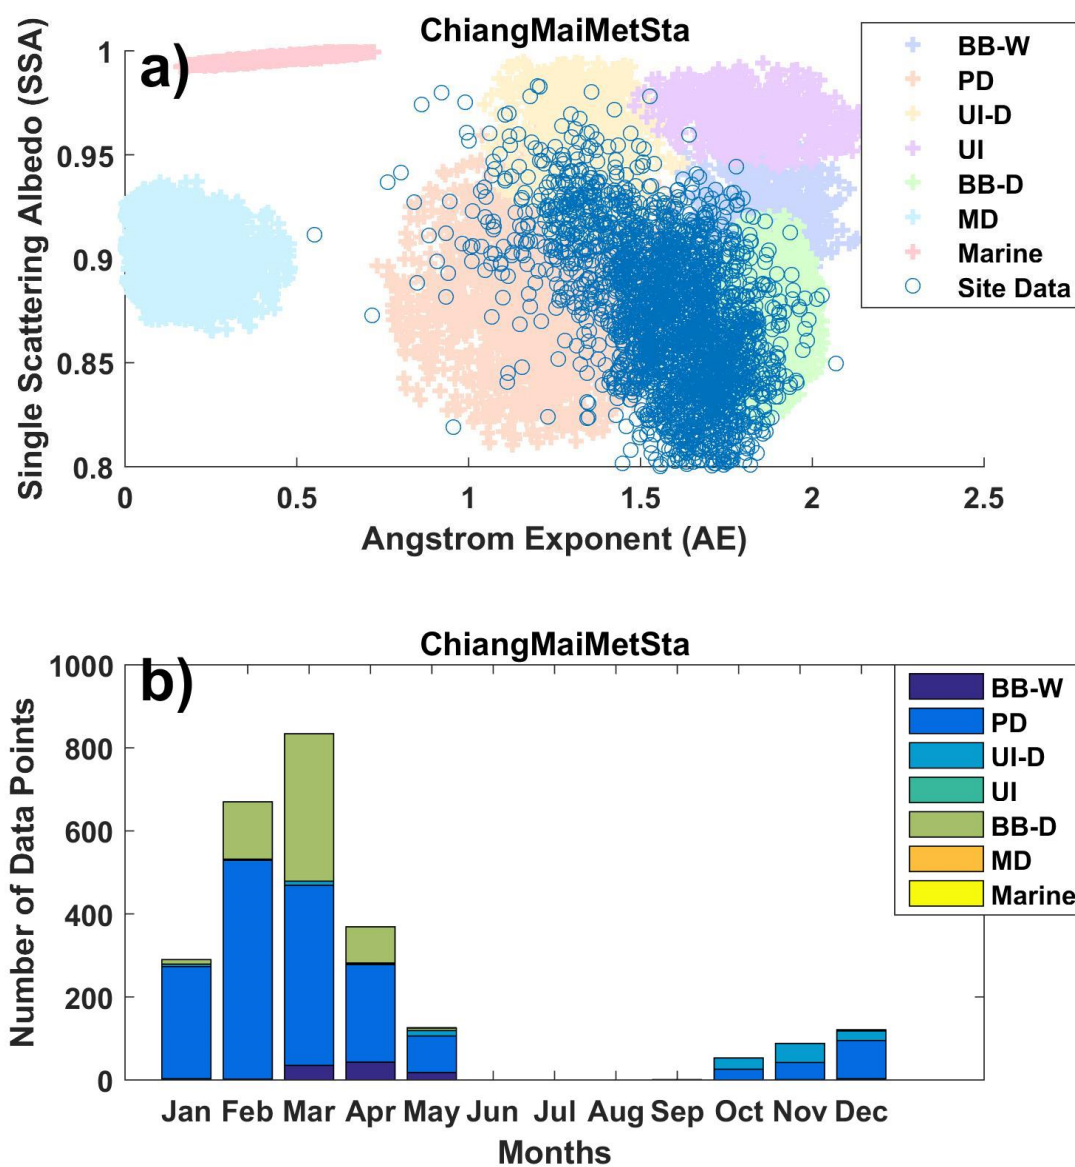 ChiangMaiMetSta
a)
Single Scattering Albedo (SSA)
1
0.95
0.9
0.85
0.8
0 0.5 1 1.5 2 2.5
Angstrom Exponent (AE)
BB-W
PD
UI-D
UI
BB-D
MD
Marine
Site Data
ChiangMaiMetSta
b)
Number of Data Points
1000
800
600
400
200
0
Jan Feb Mar Apr May Jun Jul Aug Sep Oct Nov Dec
Months
BB-W
PD
UI-D
UI
BB-D
MD
Marine